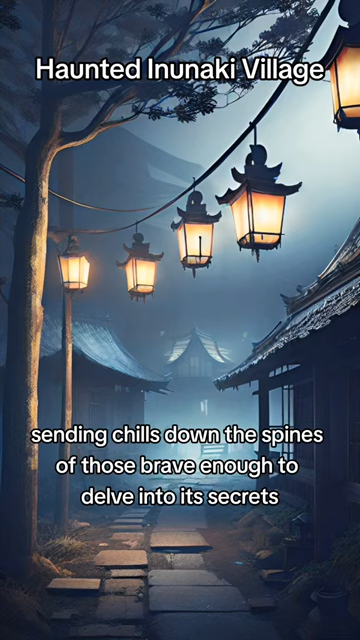 Haunted Inunaki Village
sending chills down the spines
of those brave enough to
delve into its secrets